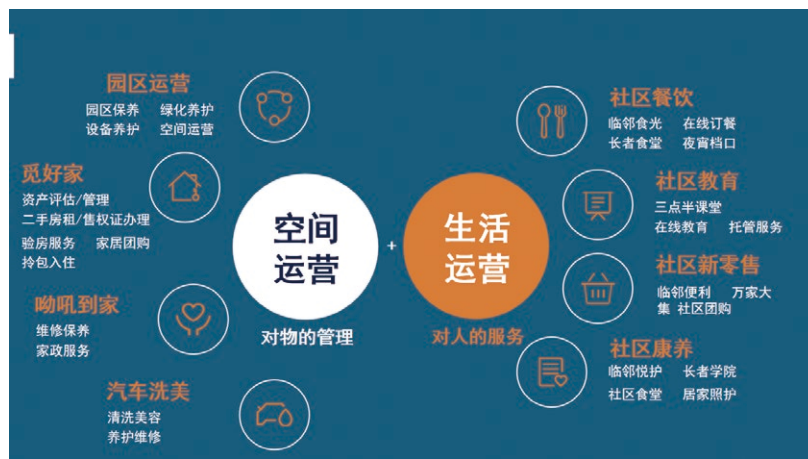 园区运营
园区保养 绿化养护
设备养护 空间运营
觅好家
资产评估/管理
二手房租/售权证办理
验房服务 家居团购
拎包入住
呦吼到家
维修保养
家政服务
汽车洗美
清洗美容
养护维修
空间
运营
对物的管理
+
生活
运营
对人的服务
社区餐饮
临邻食光 在线订餐
长者食堂 夜宵档口
社区教育
三点半课堂
在线教育 托管服务
社区新零售
临邻便利 万家大
集 社区团购
社区康养
临邻悦护 长者学院
社区食堂 居家照护